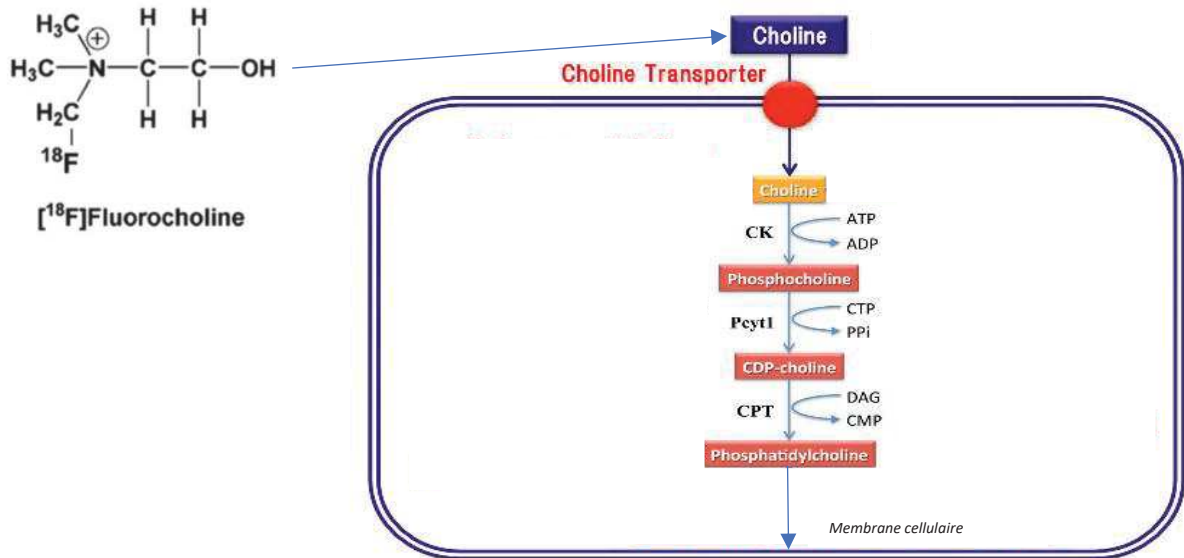 H₃C H H
⊕
H₃C—N—C—C—OH
H₂C H H
¹⁸F
[¹⁸F]Fluorocholine
Choline
Choline Transporter
Choline
CK
ATP
ADP
Phosphocholine
Pcyt1
CTP
PPi
CDP-choline
CPT
DAG
CMP
Phosphatidylcholine
Membrane cellulaire